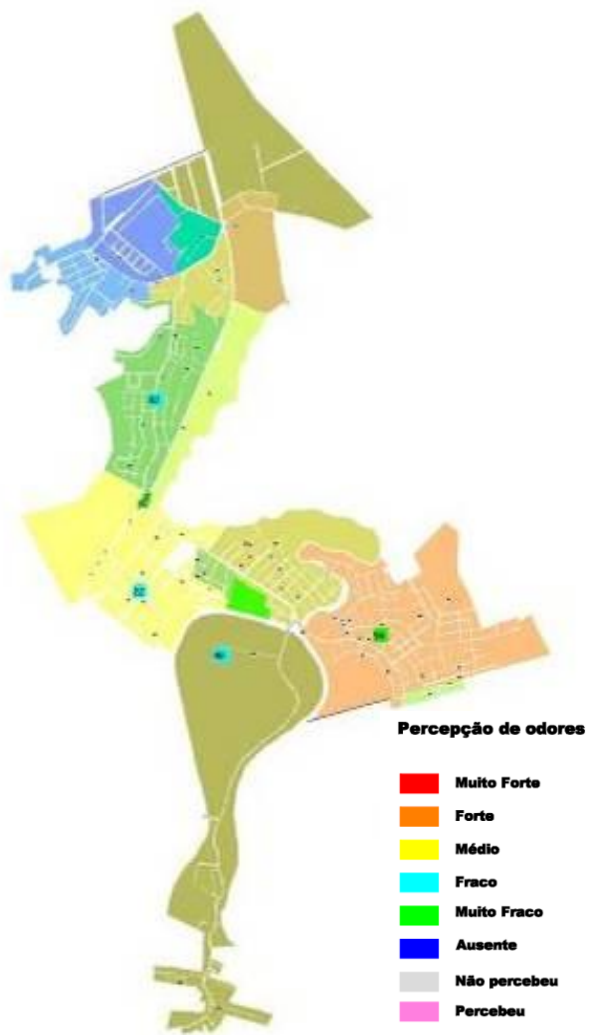 Percepção de odores
Muito Forte
Forte
Médio
Fraco
Muito Fraco
Ausente
Não percebeu
Percebeu